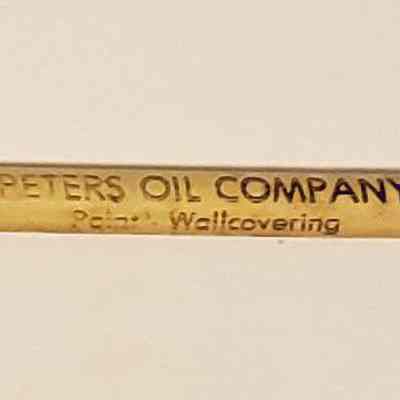 PETERS OIL COMPANY
Paint Wallcovering